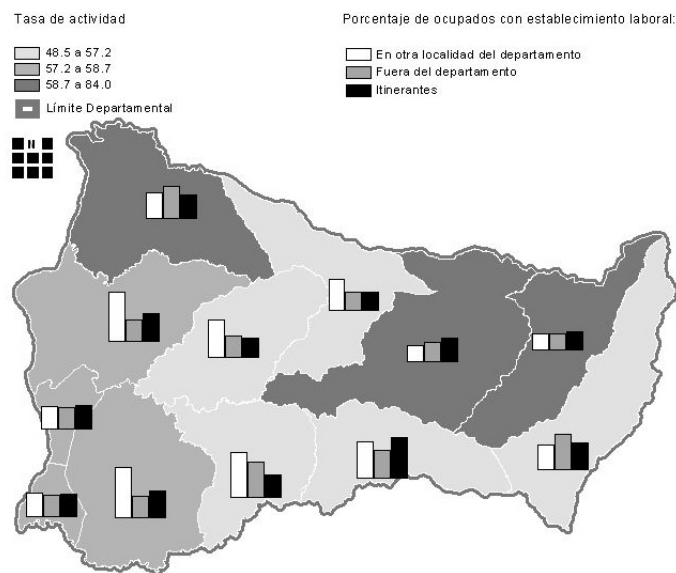 Tasa de actividad
48.5 a 57.2
57.2 a 58.7
58.7 a 84.0
Límite Departamental
N
Porcentaje de ocupados con establecimiento laboral:
En otra localidad del departamento
Fuera del departamento
Itinerantes